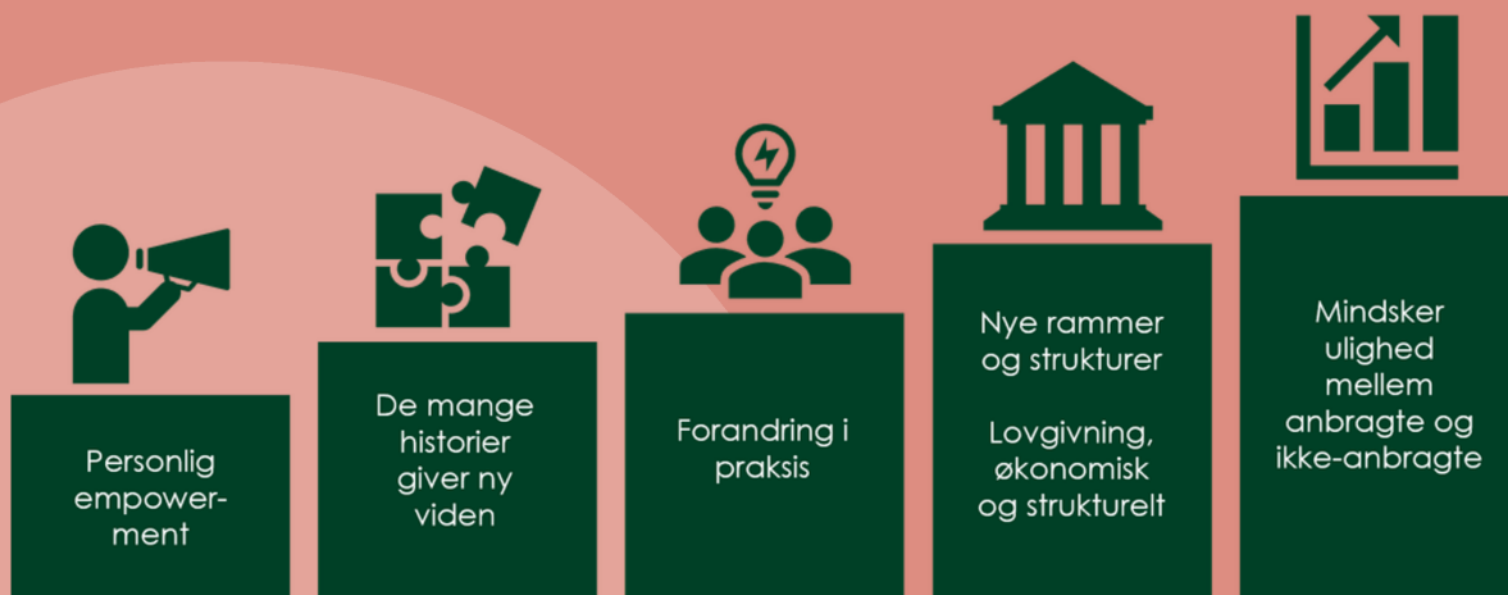 Personlig
empower-
ment
De mange
historier
giver ny
viden
Forandring i
praksis
Nye rammer
og strukturer
Lovgivning,
økonomisk
og strukturelt
Mindsker
ulighed
mellem
anbragte og
ikke-anbragte